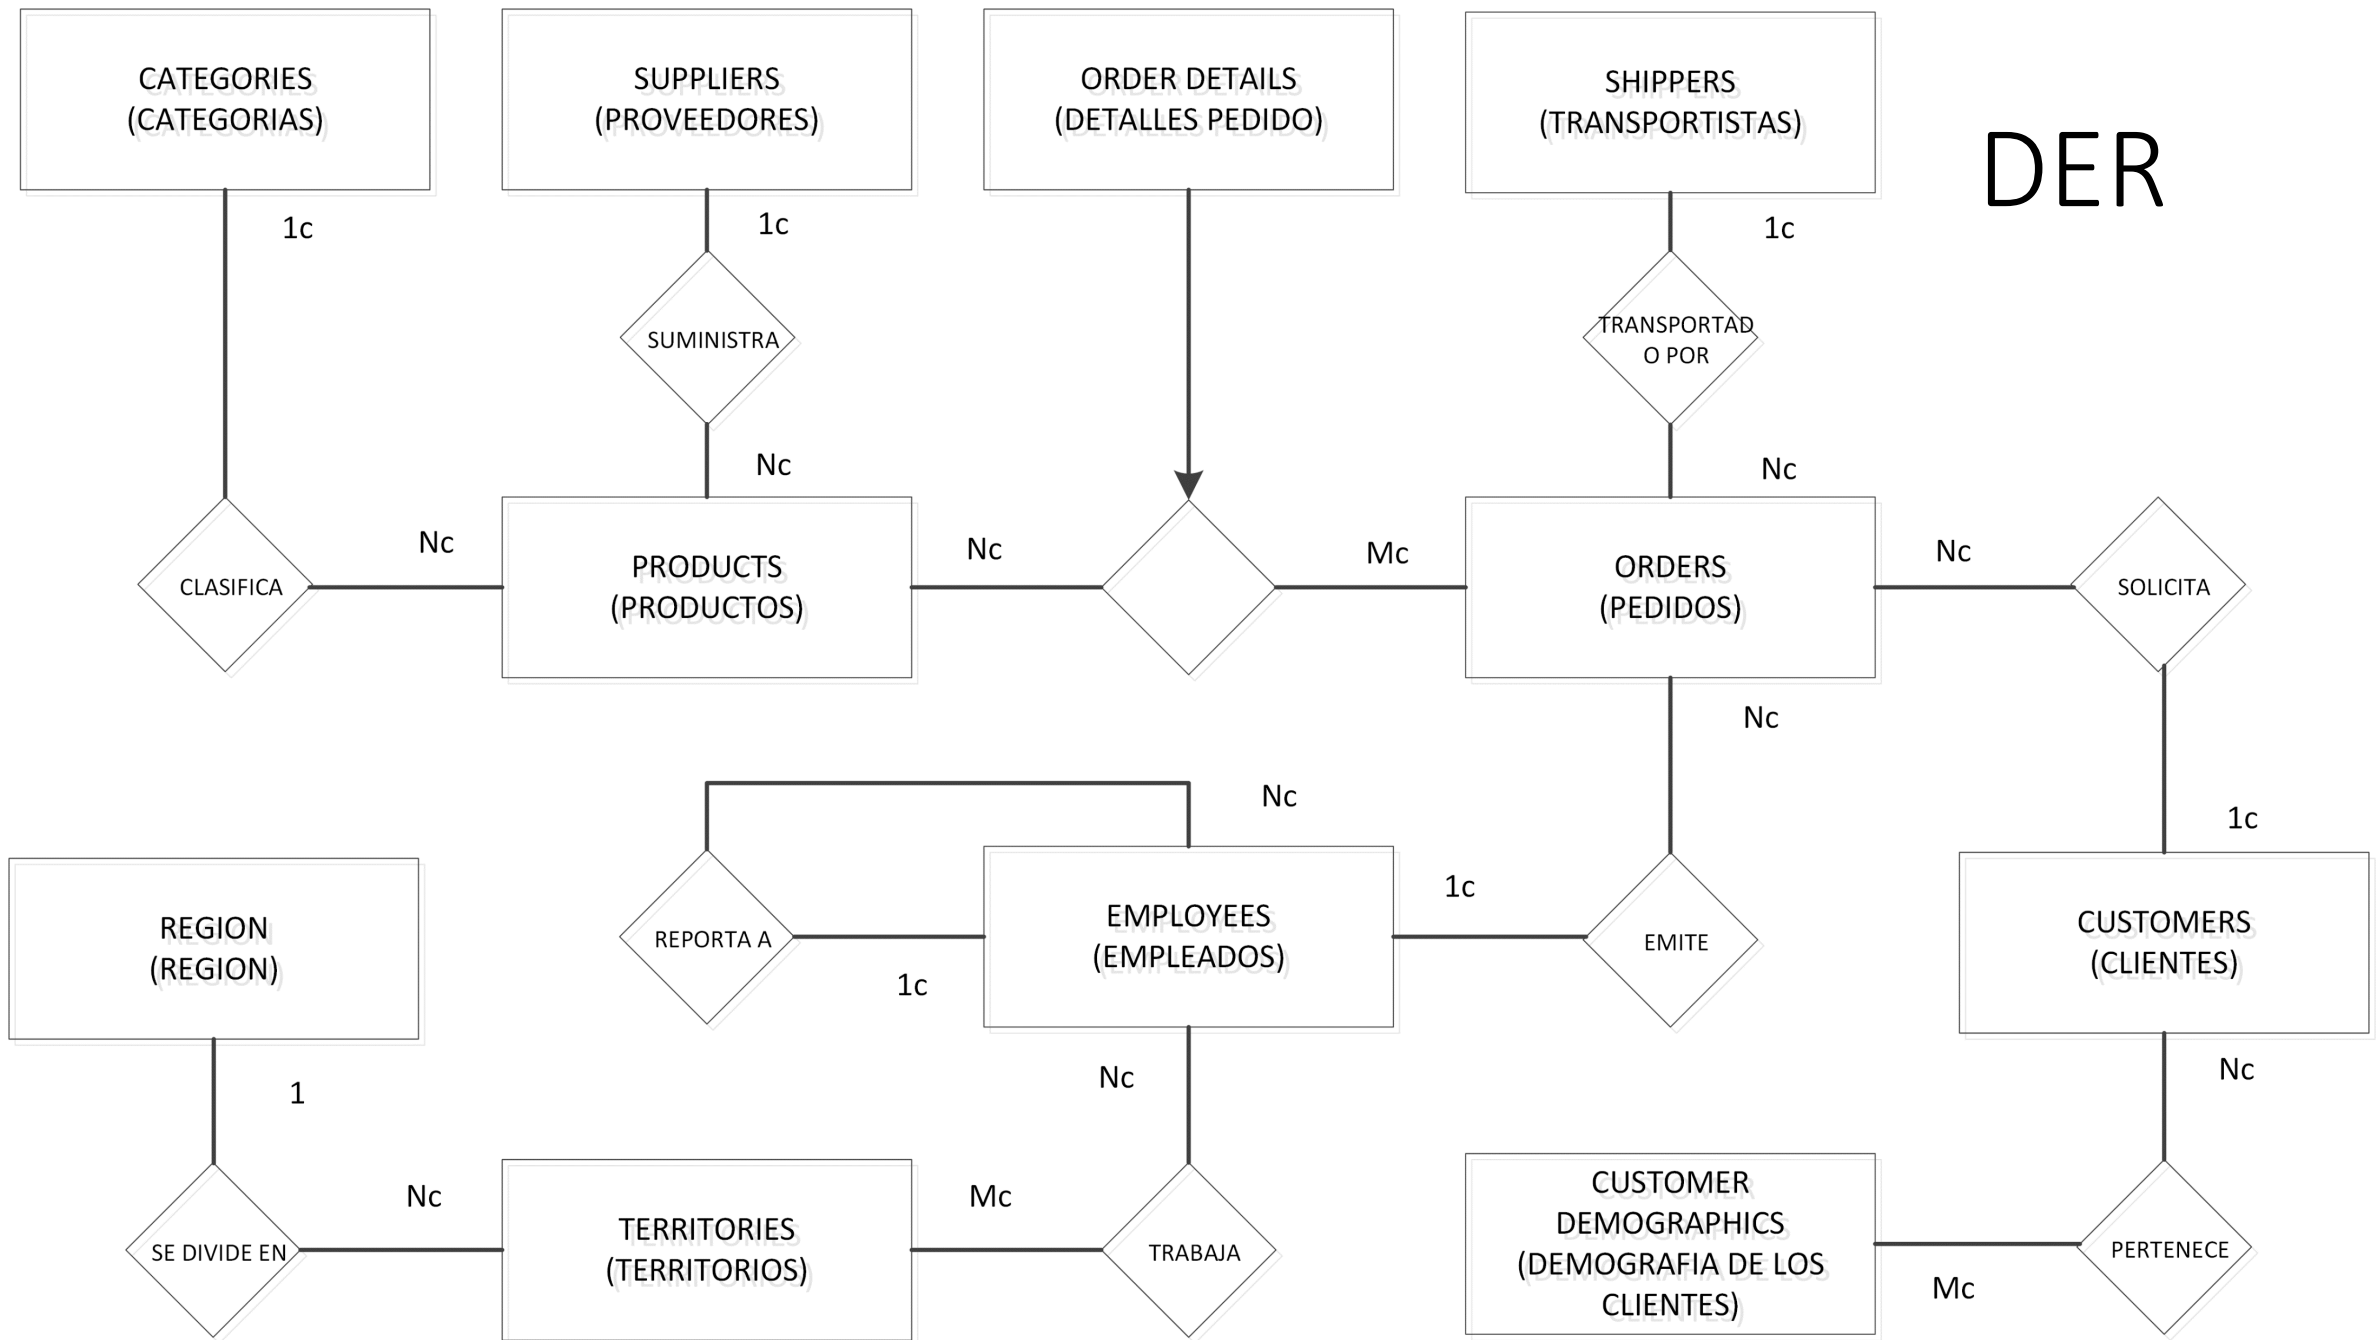 CATEGORIES
(CATEGORIAS)
SUPPLIERS
(PROVEEDORES)
ORDER DETAILS
(DETALLES PEDIDO)
SHIPPERS
(TRANSPORTISTAS)
DER
1c
1c
1c
SUMINISTRA
TRANSPORTAD
O POR
Nc
Nc
CLASIFICA
Nc
PRODUCTS
(PRODUCTOS)
Nc
Mc
ORDERS
(PEDIDOS)
Nc
SOLICITA
Nc
Nc
1c
REGION
(REGION)
REPORTA A
1c
EMPLOYEES
(EMPLEADOS)
1c
EMITE
CUSTOMERS
(CLIENTES)
1
Nc
Nc
SE DIVIDE EN
Nc
TERRITORIES
(TERRITORIOS)
Mc
TRABAJA
CUSTOMER
DEMOGRAPHICS
(DEMOGRAFIA DE LOS
CLIENTES)
Mc
PERTENECE